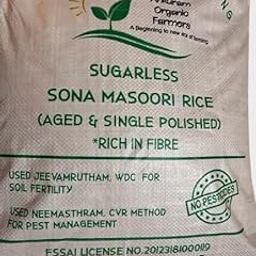 Organic
Farmers
A Beginning to new era of farming
SUGARLESS
SONA MASOORI RICE
(AGED & SINGLE POLISHED)
*RICH IN FIBRE
USED JEEVAMRUTHAM, WDC FOR
SOIL FERTILITY
NO PESTICIDES
USED NEEMASTHRAM, CVR METHOD
FOR PEST MANAGEMENT
FSSAI LICENSE NO.